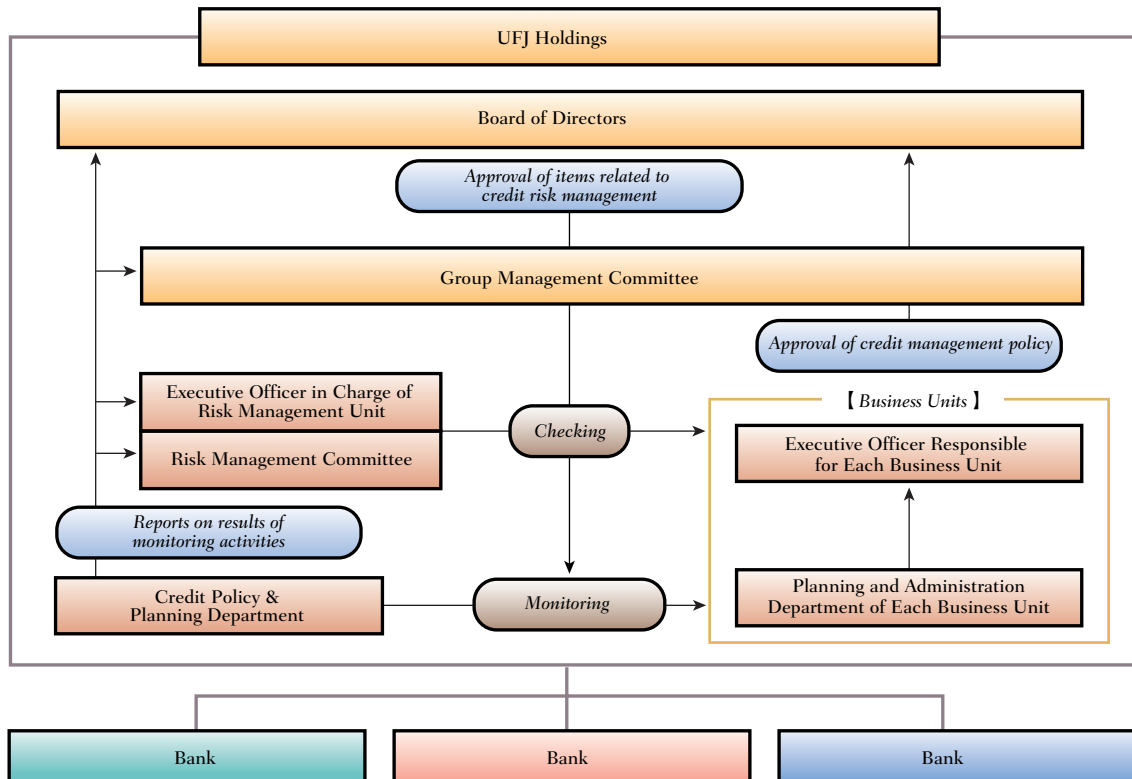 UFJ Holdings
Board of Directors
Approval of items related to
credit risk management
Group Management Committee
Approval of credit management policy
Executive Officer in Charge of
Risk Management Unit
Risk Management Committee
Checking
【 Business Units 】
Executive Officer Responsible
for Each Business Unit
Reports on results of
monitoring activities
Credit Policy &
Planning Department
Monitoring
Planning and Administration
Department of Each Business Unit
Bank
Bank
Bank